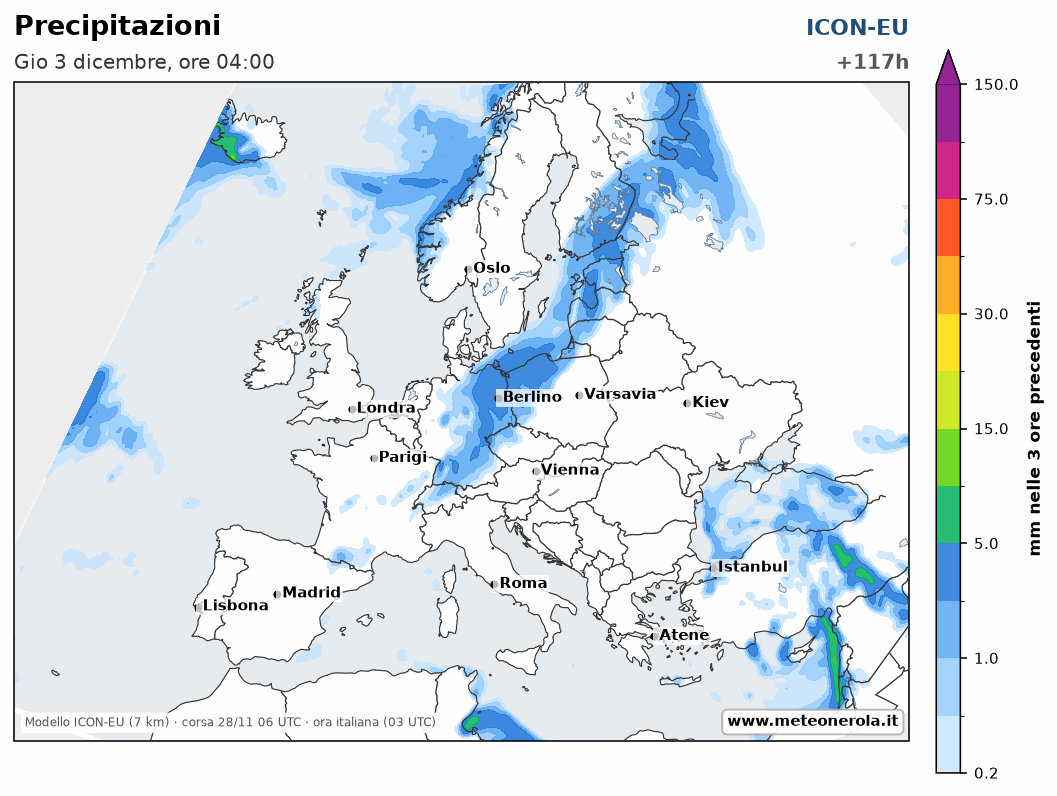 Precipitazioni
ICON-EU
Gio 3 dicembre, ore 04:00
+117h
150.0
75.0
30.0
15.0
5.0
1.0
0.2
mm nelle 3 ore precedenti
Oslo
Berlino
Varsavia
Kiev
Londra
Parigi
Vienna
Istanbul
Roma
Madrid
Lisbona
Atene
Modello ICON-EU (7 km) · corsa 28/11 06 UTC · ora italiana (03 UTC)
www.meteonerola.it